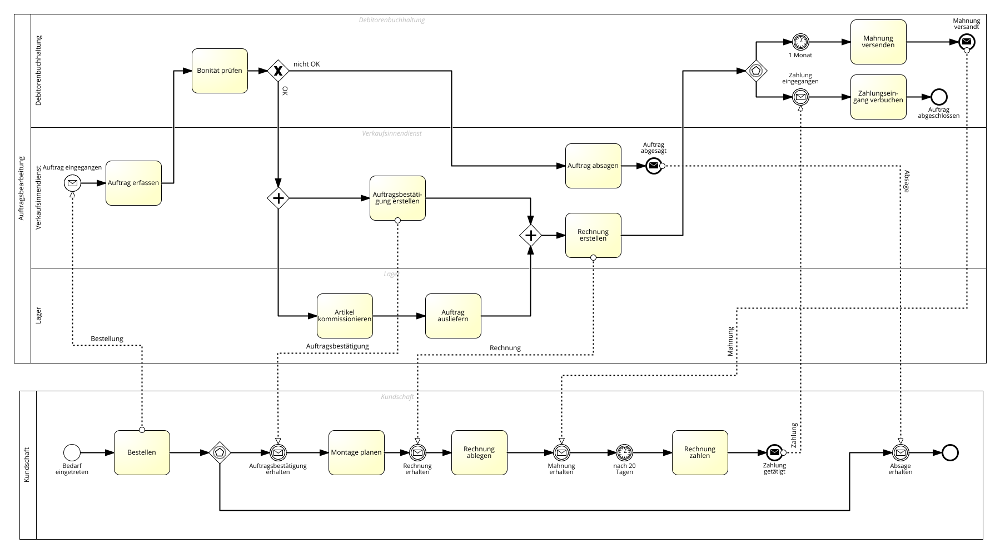 Debitorenbuchhaltung
Mahnung
versandt
Debitorenbuchhaltung
Mahnung
versenden
1 Monat
Bonität prüfen
nicht OK
OK
Zahlung
eingegangen
Zahlungsein-
gang verbuchen
Auftrag
abgeschlossen
Auftragsbearbeitung
Verkaufsinnendienst
Verkaufsinnendienst
Auftrag eingegangen
Auftrag erfassen
Auftrag
abgesagt
Auftrag absagen
Absage
Auftragsbestäti-
gung erstellen
Rechnung
erstellen
Lager
Lager
Artikel
kommissionieren
Auftrag
ausliefern
Bestellung
Auftragsbestätigung
Rechnung
Mahnung
Kundschaft
Kundschaft
Bedarf
eingetreten
Bestellen
Auftragsbestätigung
erhalten
Montage planen
Rechnung
erhalten
Rechnung
ablegen
Mahnung
erhalten
nach 20
Tagen
Rechnung
zahlen
Zahlung
getätigt
Zahlung
Absage
erhalten